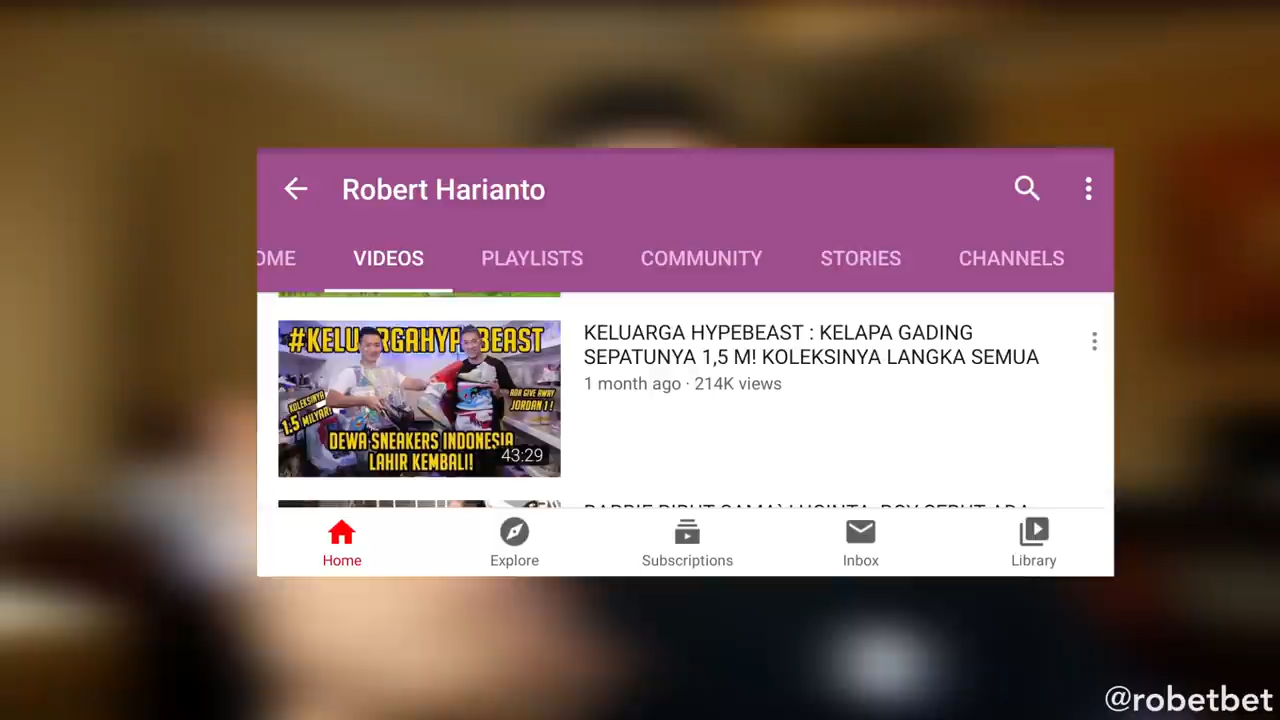 Robert Harianto
OME VIDEOS PLAYLISTS COMMUNITY STORIES CHANNELS
#KELUARGAHYPEBEAST
KOLEKSINYA
1.5 MILYAR!
ADA GIVE AWAY
JORDAN 1!
DEWA SNEAKERS INDONESIA
LAHIR KEMBALI!
43:29
KELUARGA HYPEBEAST : KELAPA GADING
SEPATUNYA 1,5 M! KOLEKSINYA LANGKA SEMUA
1 month ago · 214K views
Home Explore Subscriptions Inbox Library
@robetbet